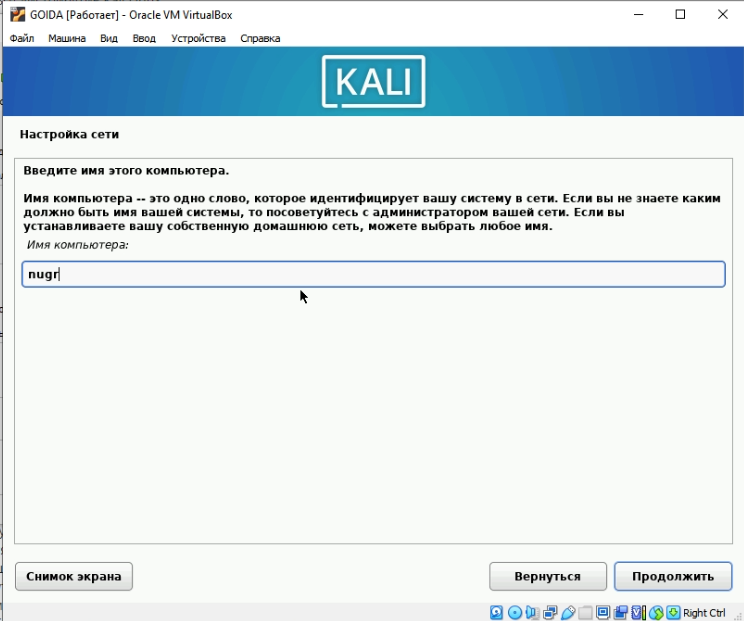 GOIDA [Работает] - Oracle VM VirtualBox
Файл Машина Вид Ввод Устройства Справка
KALI
Настройка сети
Введите имя этого компьютера.
Имя компьютера -- это одно слово, которое идентифицирует вашу систему в сети. Если вы не знаете каким
должно быть имя вашей системы, то посоветуйтесь с администратором вашей сети. Если вы
устанавливаете вашу собственную домашнюю сеть, можете выбрать любое имя.
Имя компьютера:
nugr
Снимок экрана Вернуться Продолжить
Right Ctrl